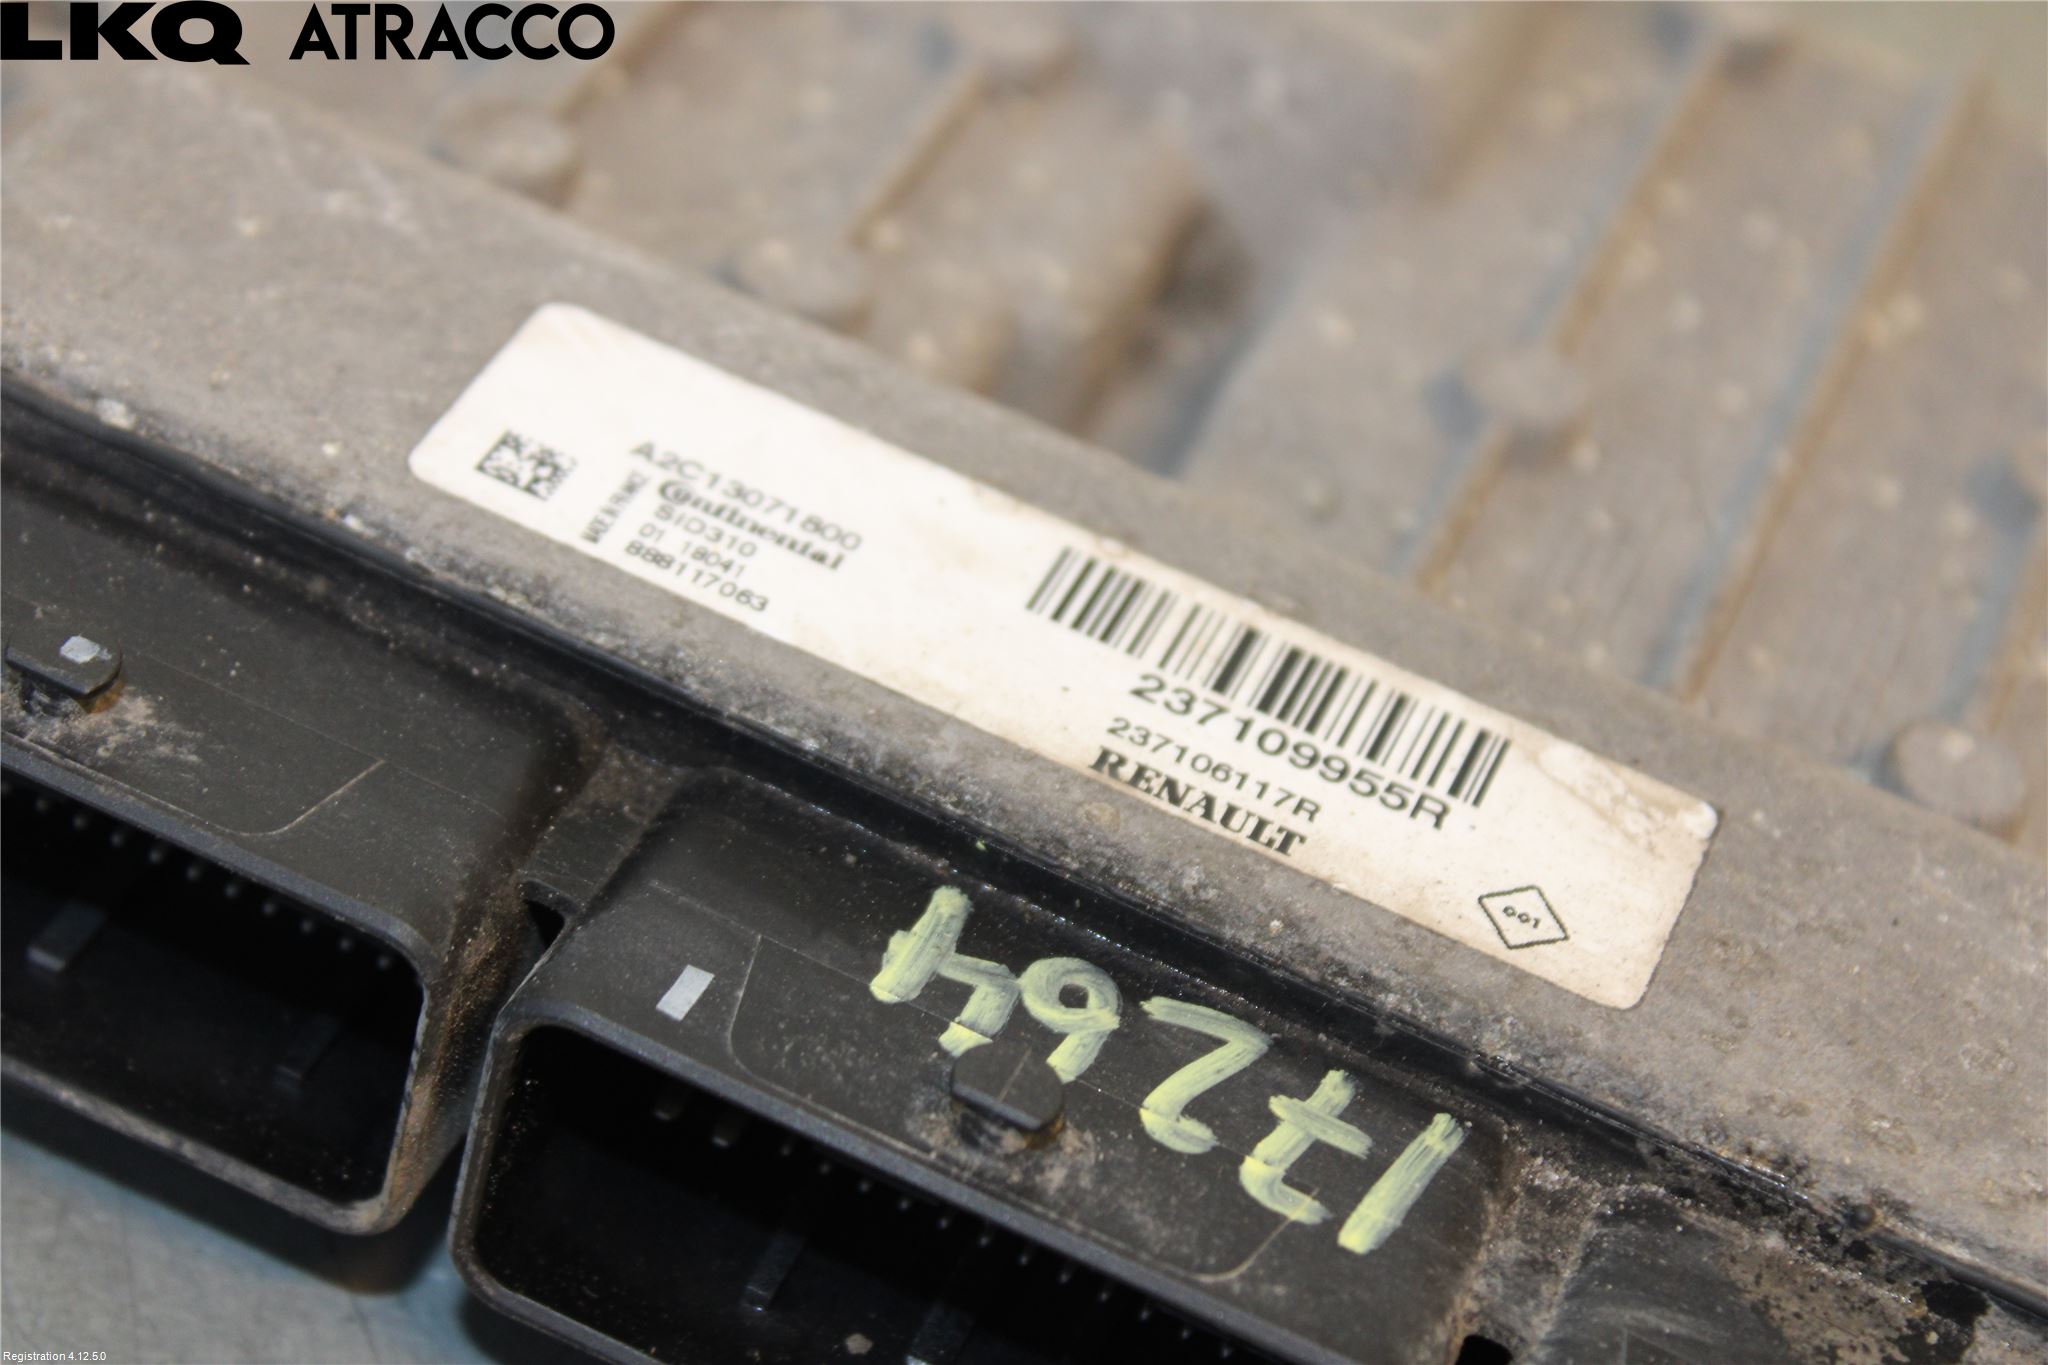 LKQ ATRACCO
A2C13071800
Continental
SID310
01 18041
888117063
MADE IN FRANCE
237109955R
237106117R
RENAULT
001
17264
Registration 4.12.5.0